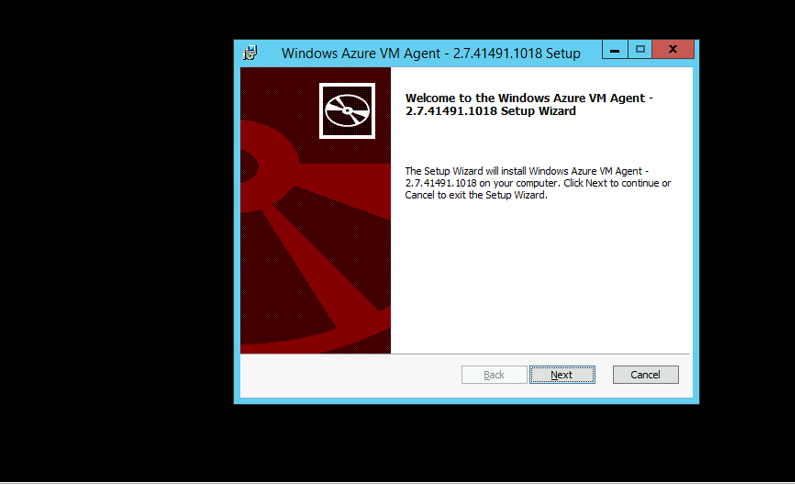 Windows Azure VM Agent - 2.7.41491.1018 Setup
Welcome to the Windows Azure VM Agent -
2.7.41491.1018 Setup Wizard
The Setup Wizard will install Windows Azure VM Agent -
2.7.41491.1018 on your computer. Click Next to continue or
Cancel to exit the Setup Wizard.
Back Next Cancel